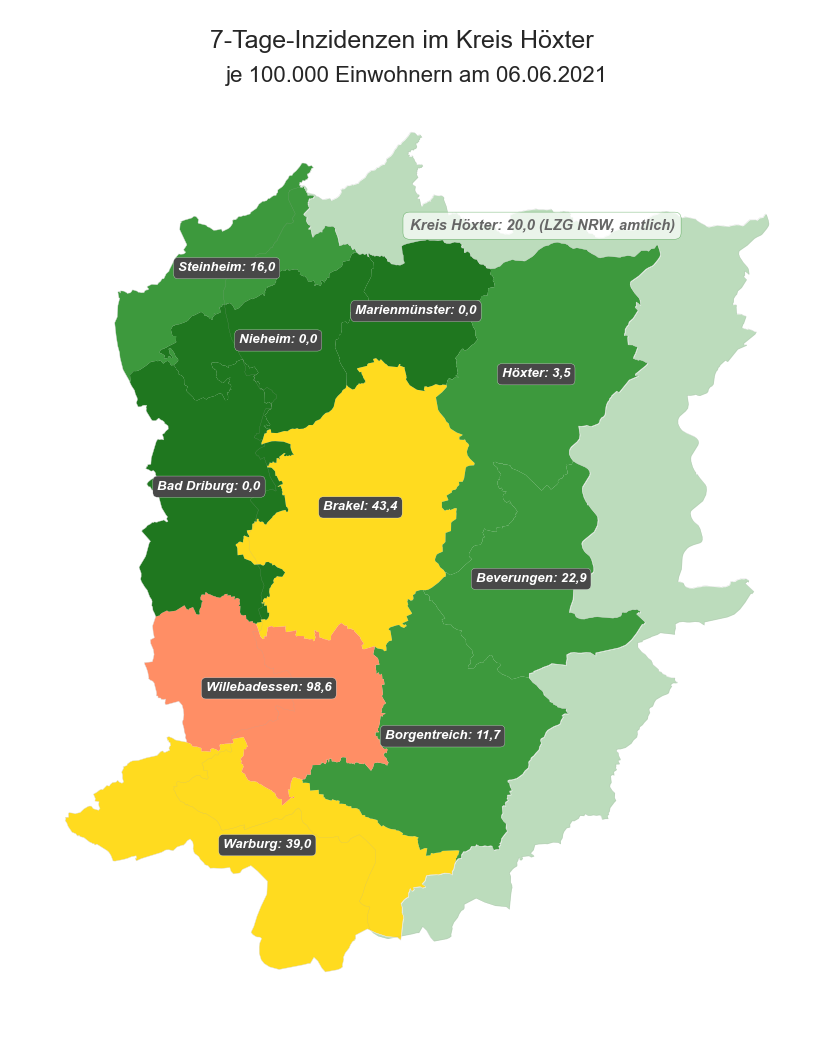 7-Tage-Inzidenzen im Kreis Höxter
je 100.000 Einwohnern am 06.06.2021
Kreis Höxter: 20,0 (LZG NRW, amtlich)
Steinheim: 16,0
Marienmünster: 0,0
Nieheim: 0,0
Höxter: 3,5
Bad Driburg: 0,0
Brakel: 43,4
Beverungen: 22,9
Willebadessen: 98,6
Borgentreich: 11,7
Warburg: 39,0